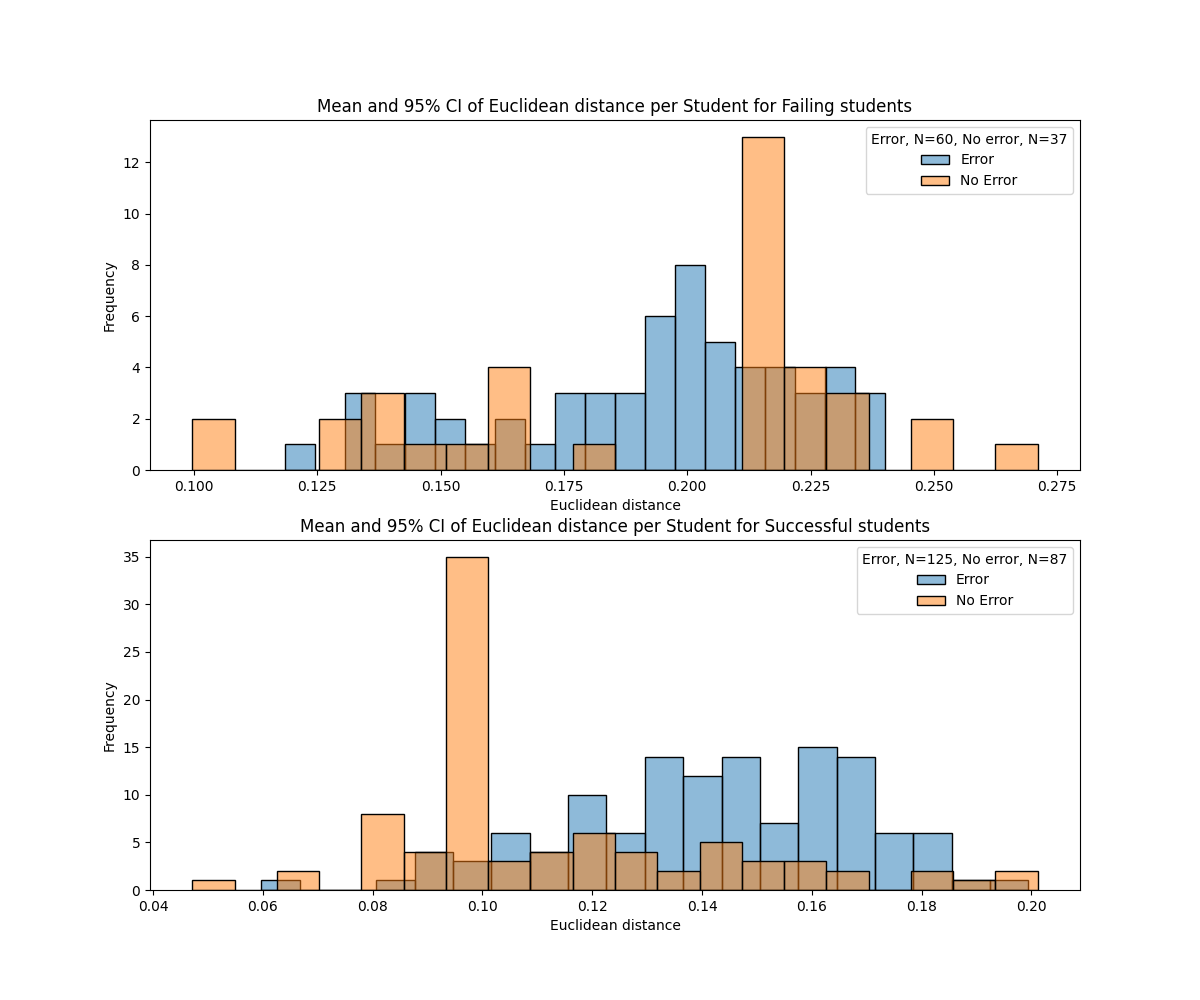 Mean and 95% CI of Euclidean distance per Student for Failing students
Error, N=60, No error, N=37
Error
No Error
Frequency
12
10
8
6
4
2
0
0.100 0.125 0.150 0.175 0.200 0.225 0.250 0.275
Euclidean distance
Mean and 95% CI of Euclidean distance per Student for Successful students
Error, N=125, No error, N=87
Error
No Error
Frequency
35
30
25
20
15
10
5
0
0.04 0.06 0.08 0.10 0.12 0.14 0.16 0.18 0.20
Euclidean distance